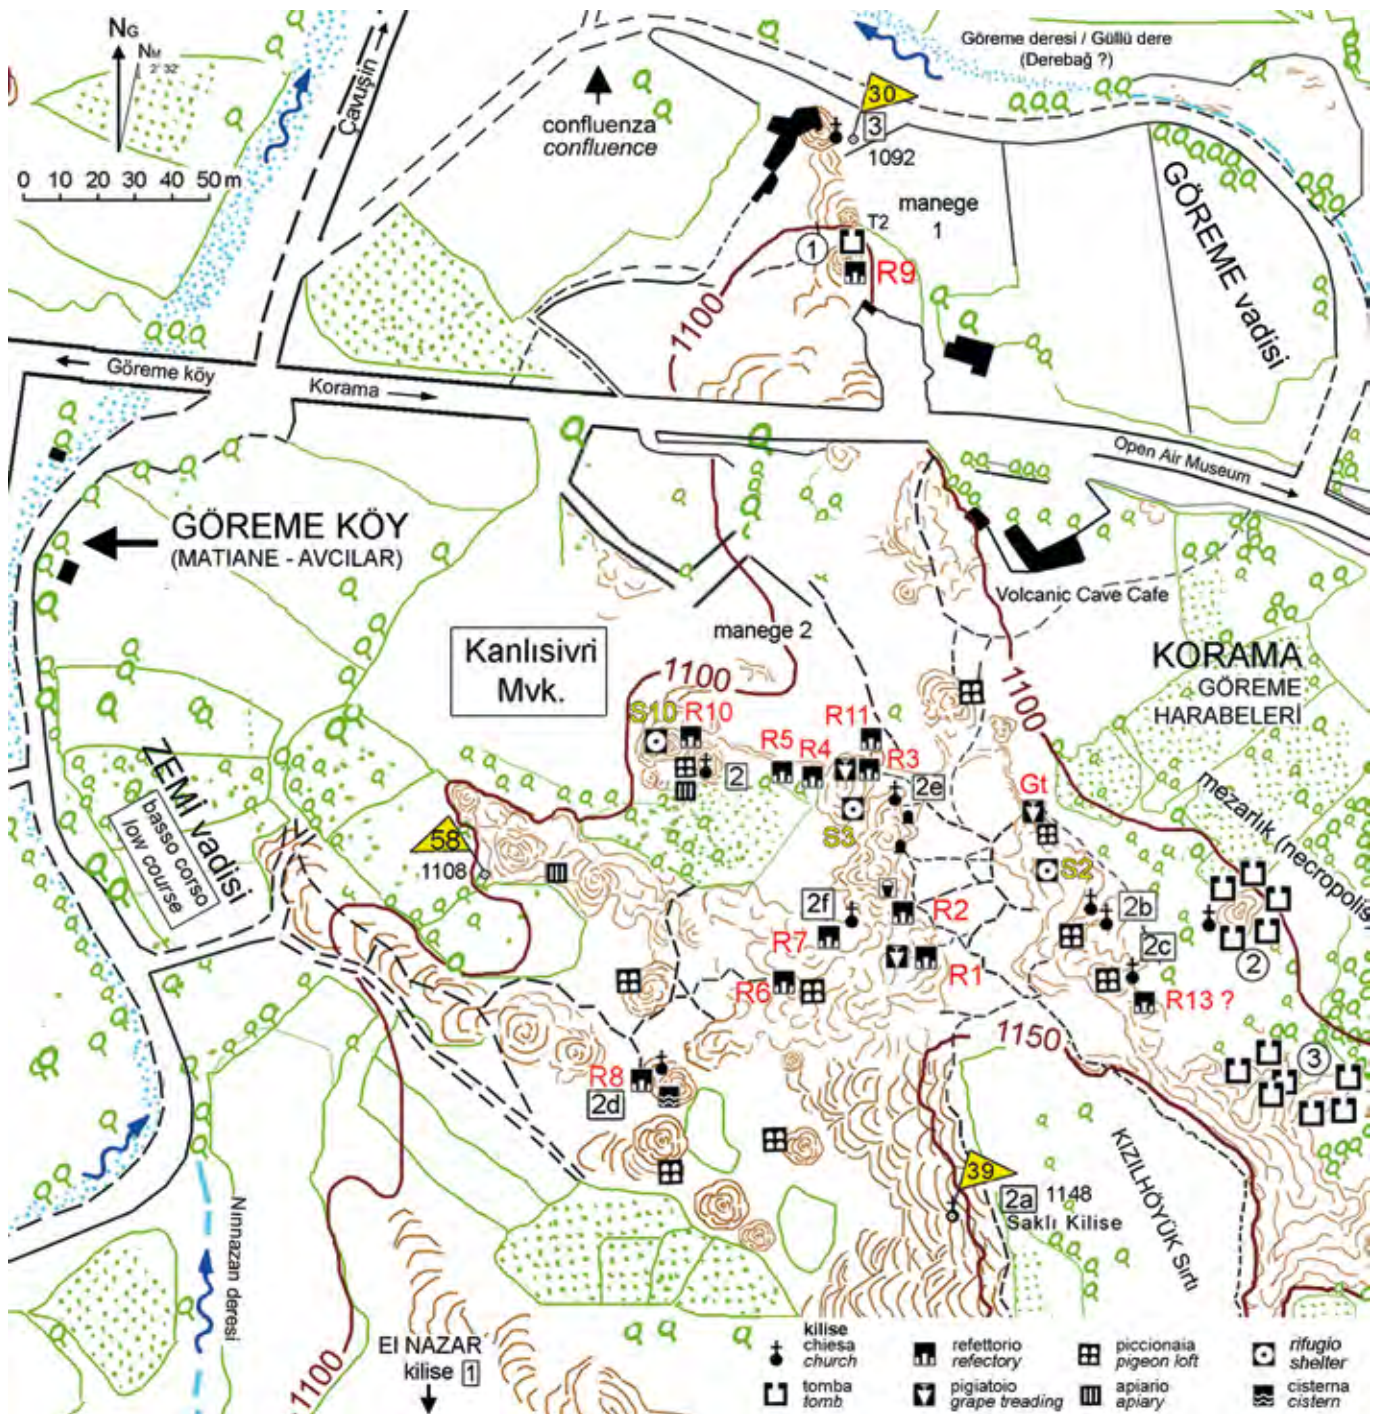 NG
NM
2° 32'
0 10 20 30 40 50 m
Çavuşin
confluenza
confluence
30
3
1092
Göreme deresi / Güllü dere
(Derebağ ?)
manege
1
T2
1
R9
1100
GÖREME vadisi
Göreme köy
Korama
Open Air Museum
GÖREME KÖY
(MATIANE - AVCILAR)
Volcanic Cave Cafe
manege 2
Kanlısivri
Mvk.
1100
1100
KORAMA
GÖREME
HARABELERİ
S10
R10
R11
R5
R4
R3
2
2e
Gt
S3
S2
ZEMİ vadisi
basso corso
low course
58
1108
mezarlık (necropolis
2f
R2
2b
R7
2c
2
R6
R1
R13 ?
1150
3
R8
2d
39
2a
1148
Saklı Kilise
KIZILHÖYÜK Sırtı
Nınnazan deresi
1100
El NAZAR
kilise 1
kilise
chiesa
church
refettorio
refectory
piccionaia
pigeon loft
rifugio
shelter
tomba
tomb
pigiatoio
grape treading
apiario
apiary
cisterna
cistern